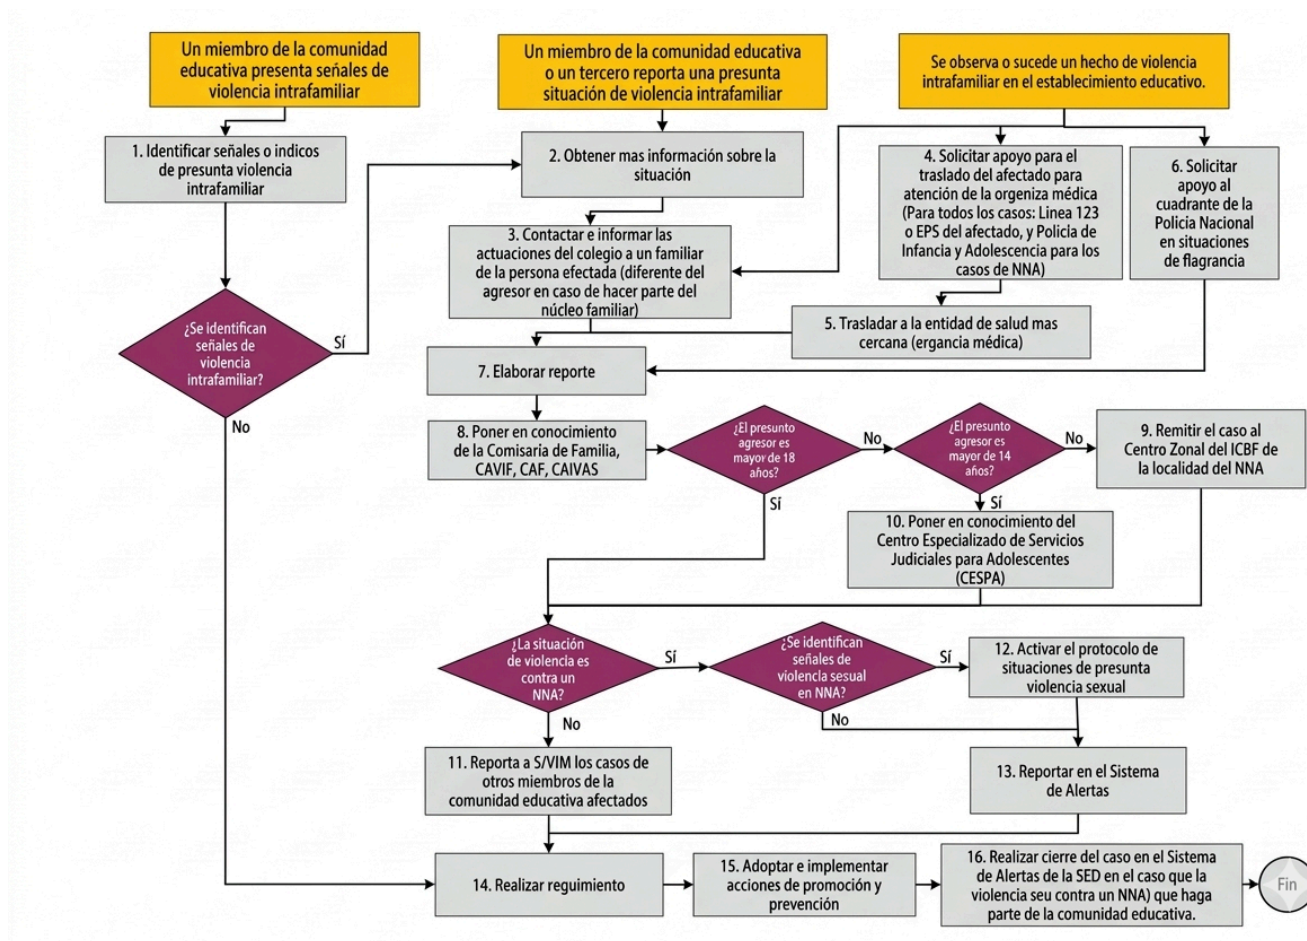 Un miembro de la comunidad
educativa presenta señales de
violencia intrafamiliar
Un miembro de la comunidad educativa
o un tercero reporta una presunta
situación de violencia intrafamiliar
Se observa o sucede un hecho de violencia
intrafamiliar en el establecimiento educativo.
1. Identificar señales o indicos
de presunta violencia
intrafamiliar
2. Obtener mas información sobre la
situación
4. Solicitar apoyo para el
traslado del afectado para
atención de la orgeniza médica
(Para todos los casos: Linea 123
o EPS del afectado, y Policia de
Infancia y Adolescencia para los
casos de NNA)
6. Solicitar
apoyo al
cuadrante de la
Policia Nacional
en situaciones
de flagrancia
3. Contactar e informar las
actuaciones del colegio a un familiar
de la persona efectada (diferente del
agresor en caso de hacer parte del
núcleo familiar)
5. Trasladar a la entidad de salud mas
cercana (ergancia médica)
¿Se identifican
señales de
violencia
intrafamiliar?
Sí
No
7. Elaborar reporte
8. Poner en conocimiento
de la Comisaria de Familia,
CAVIF, CAF, CAIVAS
¿El presunto
agresor es
mayor de 18
años?
No
Sí
¿El presunto
agresor es
mayor de 14
años?
No
Sí
9. Remitir el caso al
Centro Zonal del ICBF de
la localidad del NNA
10. Poner en conocimiento del
Centro Especializado de Servicios
Judiciales para Adolescentes
(CESPA)
¿La situación
de violencia es
contra un
NNA?
Sí
No
¿Se identifican
señales de
violencia sesual
en NNA?
Sí
No
12. Activar el protocolo de
situaciones de presunta
violencia sexual
11. Reporta a S/VIM los casos de
otros miembros de la
comunidad educativa afectados
13. Reportar en el Sistema
de Alertas
14. Realizar reguimiento
15. Adoptar e implementar
acciones de promoción y
prevención
16. Realizar cierre del caso en el Sistema
de Alertas de la SED en el caso que la
violencia seu contra un NNA) que haga
parte de la comunidad educativa.
Fin